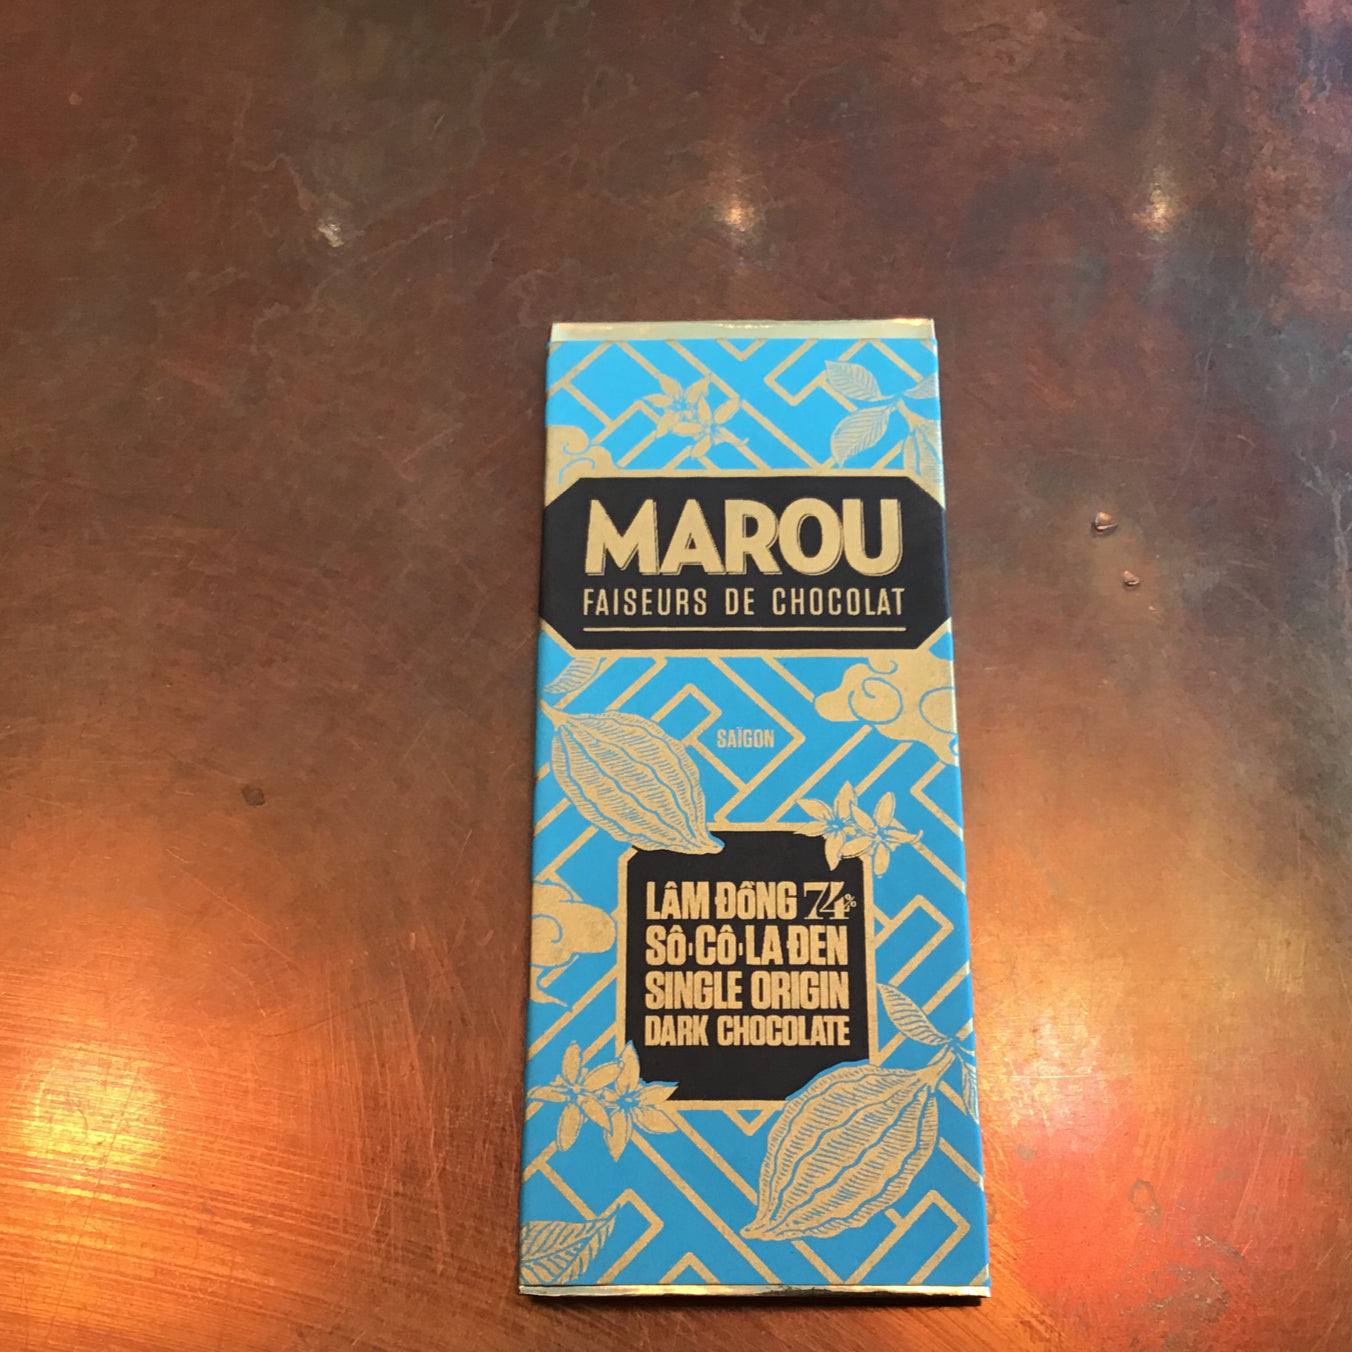 MAROU
FAISEURS DE CHOCOLAT
SAÏGON
LÂM ĐỒNG 74%
SÔ·CÔ·LA ĐEN
SINGLE ORIGIN
DARK CHOCOLATE